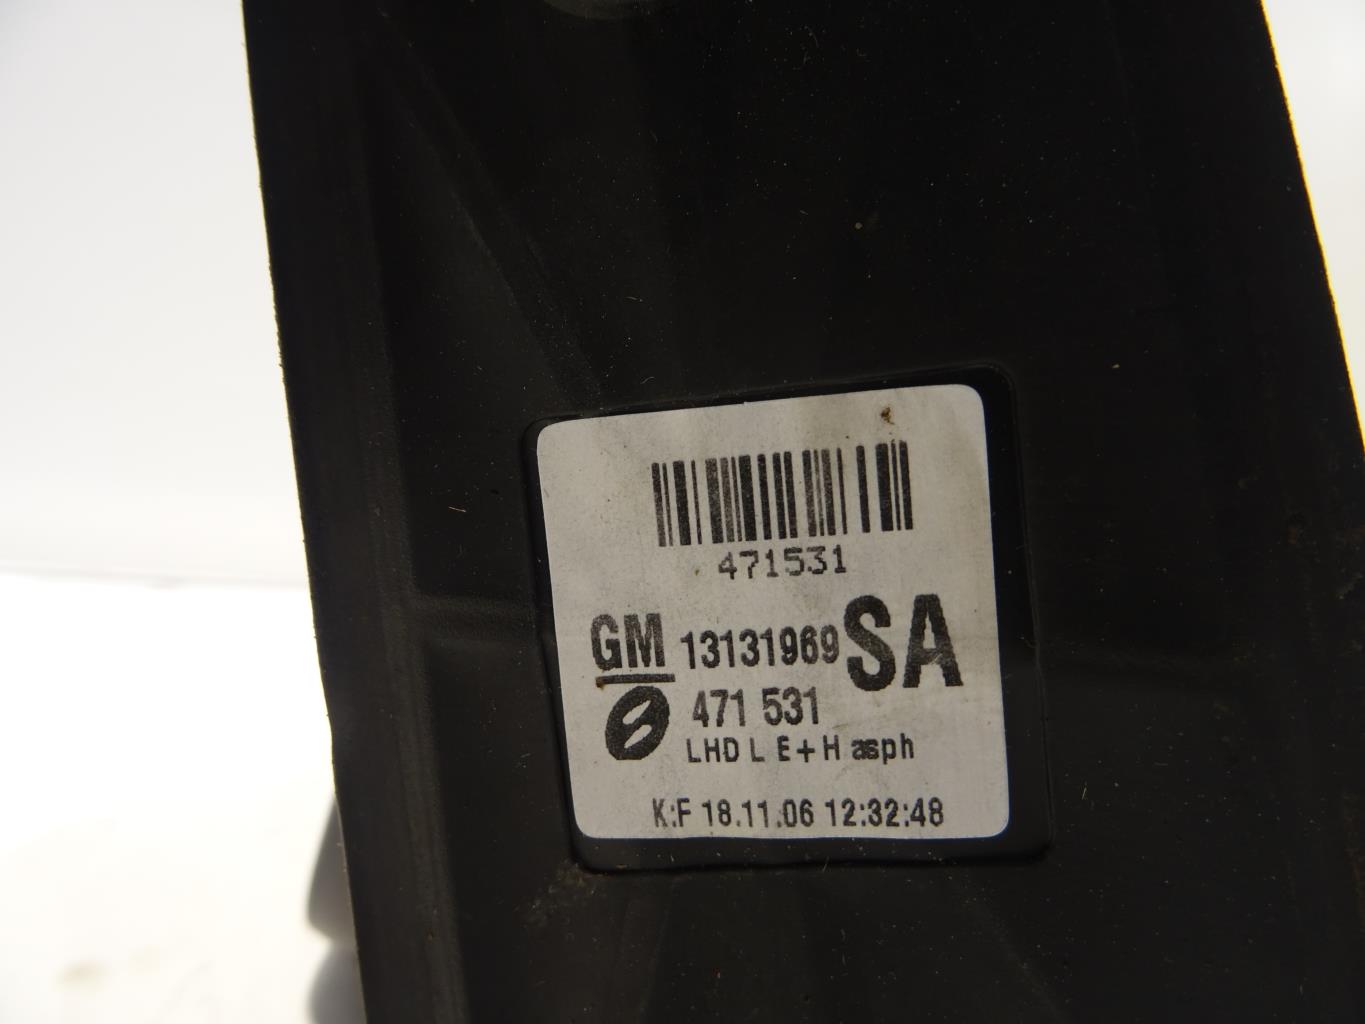 471531
GM 13131969 SA
471 531
LHD L E+H asph
K:F 18.11.06 12:32:48